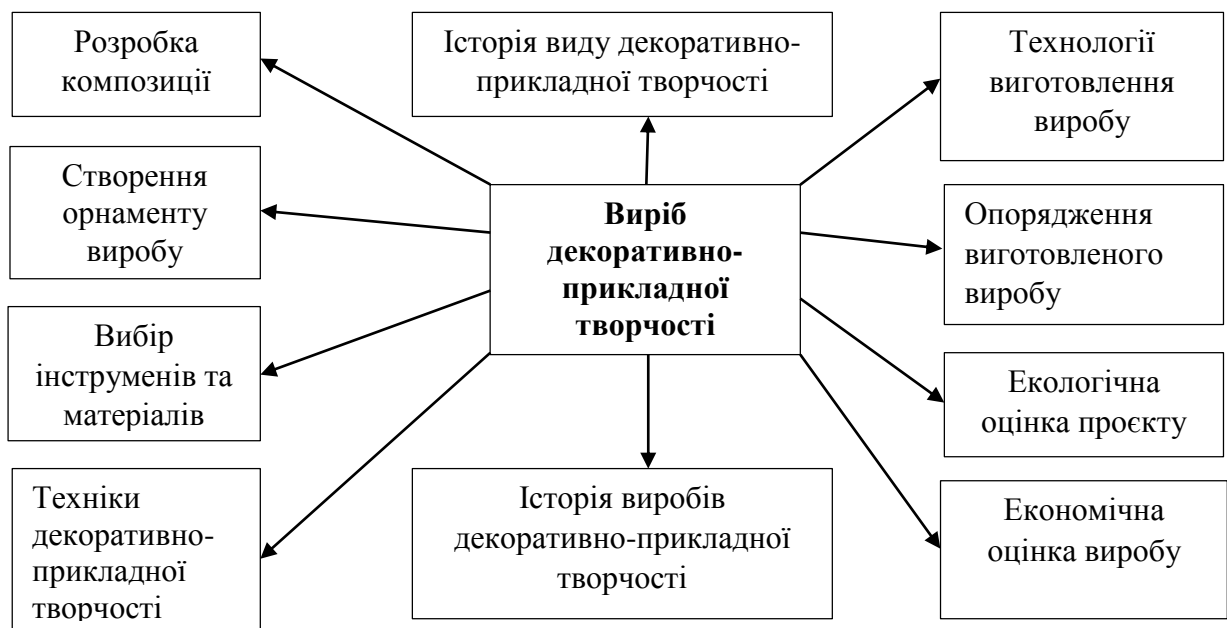 Розробка
композиції
Історія виду декоративно-
прикладної творчості
Технології
виготовлення
виробу
Створення
орнаменту
виробу
Виріб
декоративно-
прикладної
творчості
Опорядження
виготовленого
виробу
Вибір
інструменів та
матеріалів
Екологічна
оцінка проєкту
Техніки
декоративно-
прикладної
творчості
Історія виробів
декоративно-прикладної
творчості
Економічна
оцінка виробу